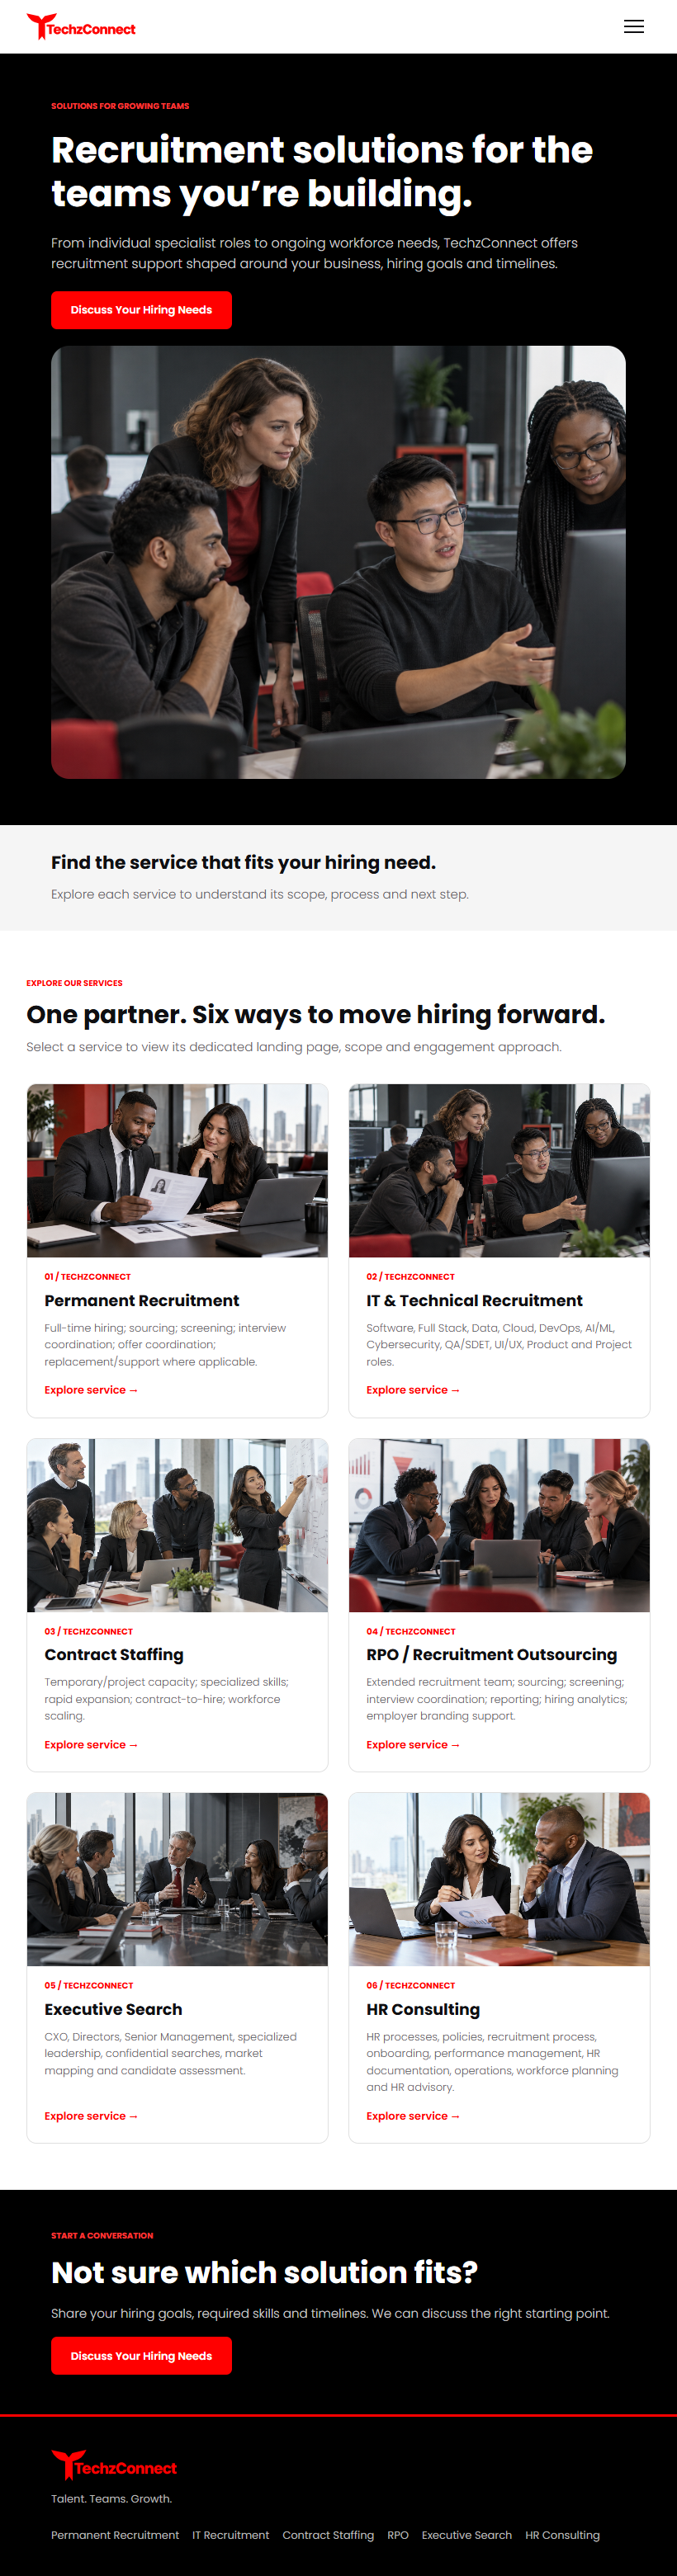 TechzConnect
SOLUTIONS FOR GROWING TEAMS
Recruitment solutions for the
teams you’re building.
From individual specialist roles to ongoing workforce needs, TechzConnect offers
recruitment support shaped around your business, hiring goals and timelines.
Discuss Your Hiring Needs
Find the service that fits your hiring need.
Explore each service to understand its scope, process and next step.
EXPLORE OUR SERVICES
One partner. Six ways to move hiring forward.
Select a service to view its dedicated landing page, scope and engagement approach.
01 / TECHZCONNECT
Permanent Recruitment
Full-time hiring; sourcing; screening; interview
coordination; offer coordination;
replacement/support where applicable.
Explore service →
02 / TECHZCONNECT
IT & Technical Recruitment
Software, Full Stack, Data, Cloud, DevOps, AI/ML,
Cybersecurity, QA/SDET, UI/UX, Product and Project
roles.
Explore service →
03 / TECHZCONNECT
Contract Staffing
Temporary/project capacity; specialized skills;
rapid expansion; contract-to-hire; workforce
scaling.
Explore service →
04 / TECHZCONNECT
RPO / Recruitment Outsourcing
Extended recruitment team; sourcing; screening;
interview coordination; reporting; hiring analytics;
employer branding support.
Explore service →
05 / TECHZCONNECT
Executive Search
CXO, Directors, Senior Management, specialized
leadership, confidential searches, market
mapping and candidate assessment.
Explore service →
06 / TECHZCONNECT
HR Consulting
HR processes, policies, recruitment process,
onboarding, performance management, HR
documentation, operations, workforce planning
and HR advisory.
Explore service →
START A CONVERSATION
Not sure which solution fits?
Share your hiring goals, required skills and timelines. We can discuss the right starting point.
Discuss Your Hiring Needs
TechzConnect
Talent. Teams. Growth.
Permanent Recruitment IT Recruitment Contract Staffing RPO Executive Search HR Consulting